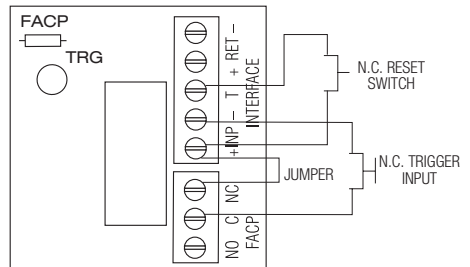 FACP
TRG
+ INP – T + RET –
INTERFACE
NO C NC
FACP
JUMPER
N.C. RESET
SWITCH
N.C. TRIGGER
INPUT